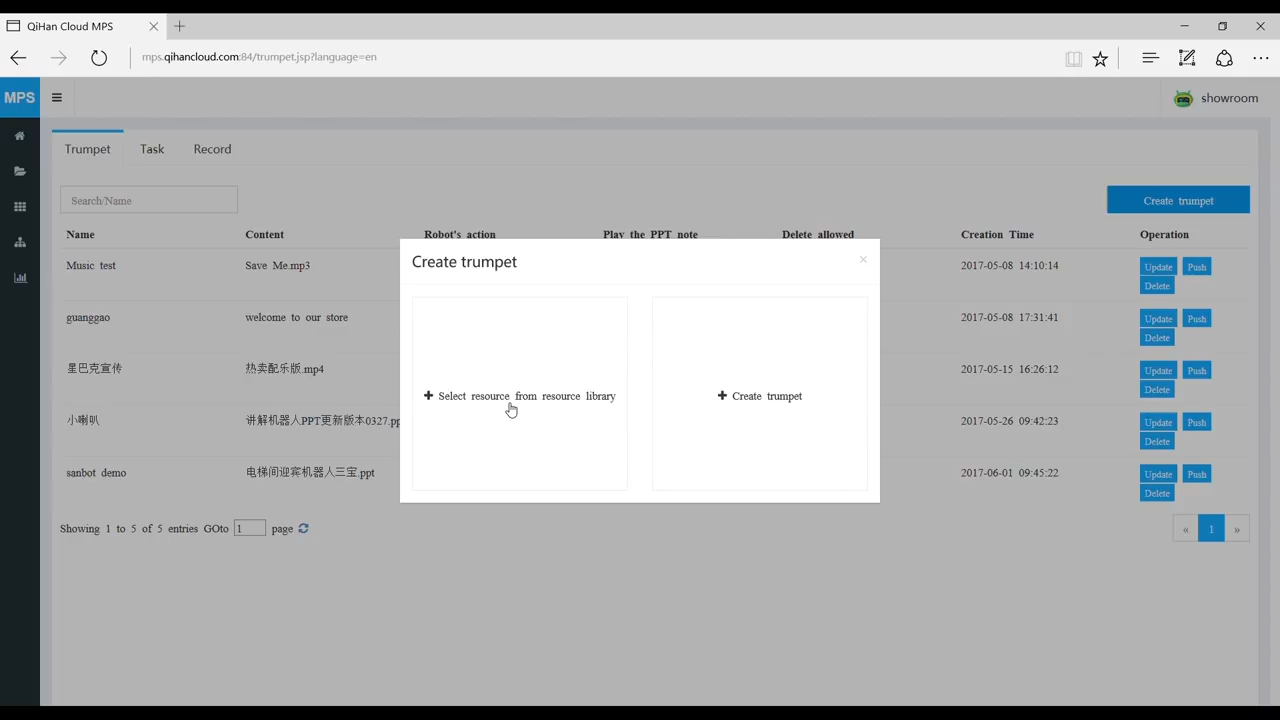 QiHan Cloud MPS
mps.qihancloud.com:84/trumpet.jsp?language=en
MPS
showroom
Trumpet Task Record
Search/Name
Create trumpet
Name Content Robot's action Play the PPT note Delete allowed Creation Time Operation
Create trumpet
Music test Save Me.mp3 2017-05-08 14:10:14 Update Push
Delete
guanggao welcome to our store 2017-05-08 17:31:41 Update Push
Delete
星巴克宣传 热卖配乐版.mp4 2017-05-15 16:26:12 Update Push
Delete
Select resource from resource library
Create trumpet
小喇叭 讲解机器人PPT更新版本0327.pp 2017-05-26 09:42:23 Update Push
Delete
sanbot demo 电梯间迎宾机器人三宝.ppt 2017-06-01 09:45:22 Update Push
Delete
Showing 1 to 5 of 5 entries GOto 1 page
« 1 »